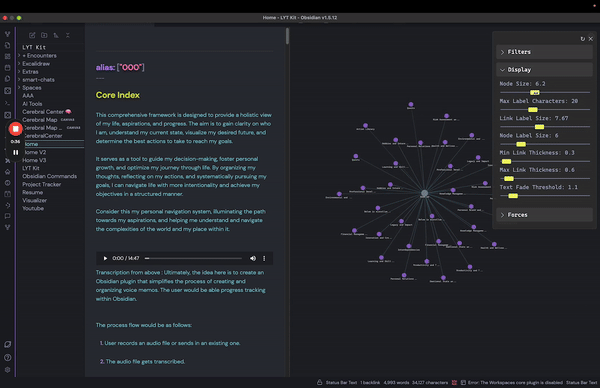 Home - LYT Kit - Obsidian v1.5.12
LYT Kit
+ Encounters
Excalidraw
Extras
smart-chats
Spaces
AAA
AI Tools
Cerebral Center
Cerebral Map CANVAS
Cerebral Map ... CANVAS
CerebralCenter
Home
Home V2
Home V3
LYT Kit
Obsidian Commands
Project Tracker
Resume
Visualizer
Youtube
0:36
alias: ["000"]
Core Index
This comprehensive framework is designed to provide a holistic view
of my life, aspirations, and progress. The aim is to gain clarity on who
I am, understand my current state, visualize my desired future, and
determine the best actions to take to reach my goals.
It serves as a tool to guide my decision-making, foster personal
growth, and optimize my journey through life. By organizing my
thoughts, reflecting on my actions, and systematically pursuing my
goals, I can navigate life with more intentionality and achieve my
objectives in a structured manner.
Consider this my personal navigation system, illuminating the path
towards my aspirations, and helping me understand and navigate
the complexities of the world and my place within it.
0:00 / 14:47
Transcription from above : Ultimately, the idea here is to create an
Obsidian plugin that simplifies the process of creating and
organizing voice memos. The user would be able progress tracking
within Obsidian.
The process flow would be as follows:
1. User records an audio file or sends in an existing one.
2. The audio file gets transcribed.
Filters
Display
Node Size: 6.2
Max Label Characters: 20
Link Label Size: 7.67
Node Label Size: 6
Min Link Thickness: 0.3
Max Link Thickness: 0.6
Text Fade Threshold: 1.1
Forces
Status Bar Text 1 backlink 4,993 words 34,127 characters Error: The Workspaces core plugin is disabled Status Bar Text